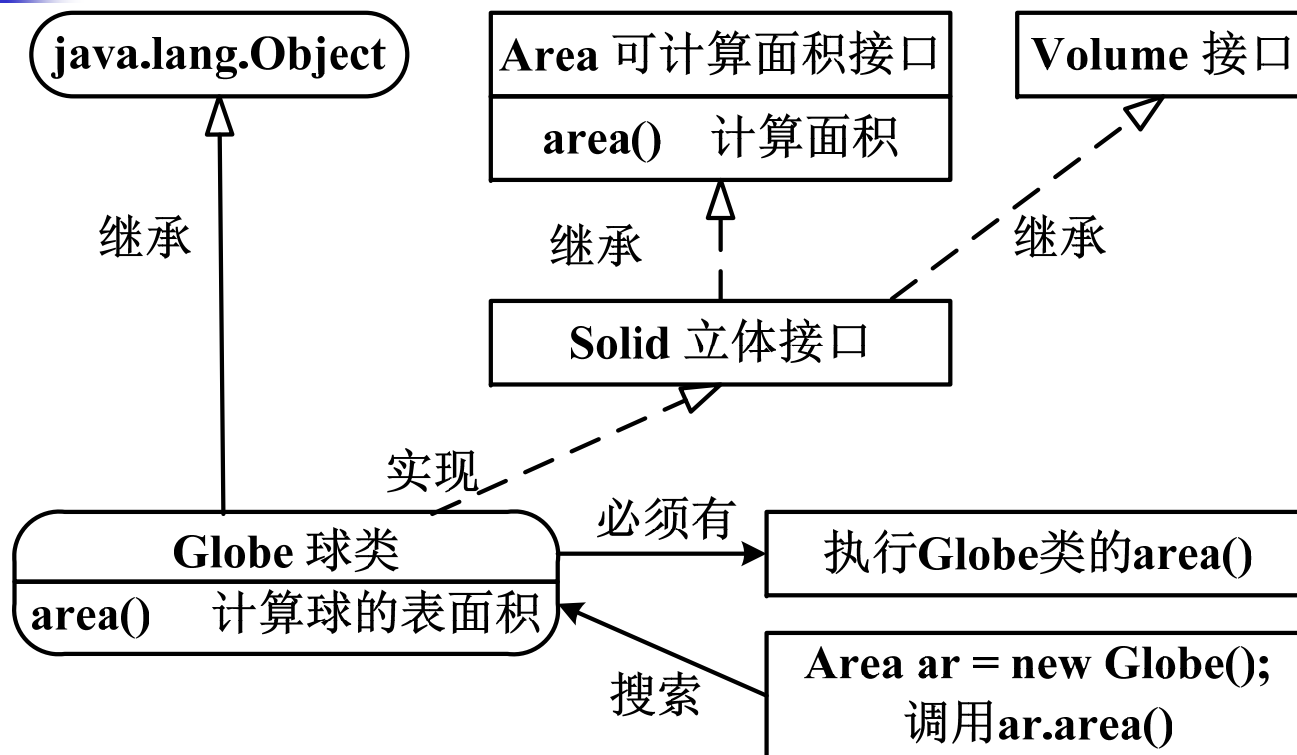 java.lang.Object
Area 可计算面积接口
area() 计算面积
Volume 接口
继承
继承
继承
Solid 立体接口
实现
Globe 球类
area() 计算球的表面积
必须有
执行Globe类的area()
搜索
Area ar = new Globe();
调用ar.area()